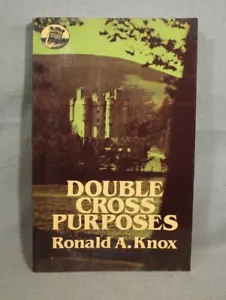 DOUBLE
CROSS
PURPOSES
Ronald A. Knox